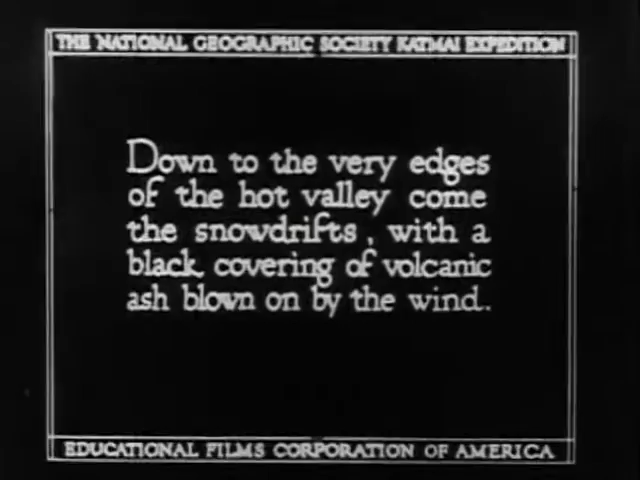 THE NATIONAL GEOGRAPHIC SOCIETY KATMAI EXPEDITION
Down to the very edges
of the hot valley come
the snowdrifts, with a
black covering of volcanic
ash blown on by the wind.
EDUCATIONAL FILMS CORPORATION OF AMERICA